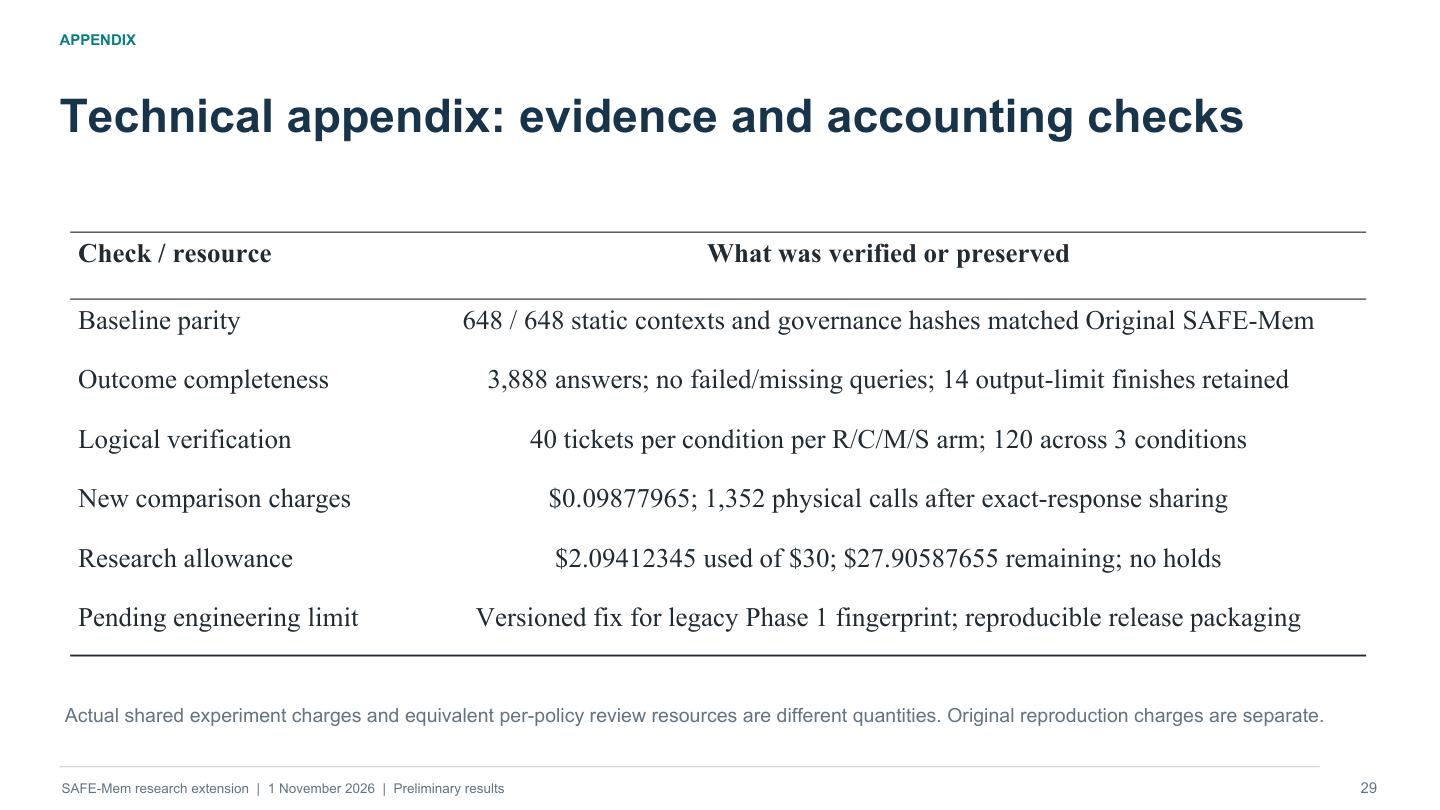 APPENDIX
Technical appendix: evidence and accounting checks
Check / resource What was verified or preserved
Baseline parity 648 / 648 static contexts and governance hashes matched Original SAFE-Mem
Outcome completeness 3,888 answers; no failed/missing queries; 14 output-limit finishes retained
Logical verification 40 tickets per condition per R/C/M/S arm; 120 across 3 conditions
New comparison charges $0.09877965; 1,352 physical calls after exact-response sharing
Research allowance $2.09412345 used of $30; $27.90587655 remaining; no holds
Pending engineering limit Versioned fix for legacy Phase 1 fingerprint; reproducible release packaging
Actual shared experiment charges and equivalent per-policy review resources are different quantities. Original reproduction charges are separate.
SAFE-Mem research extension | 1 November 2026 | Preliminary results 29